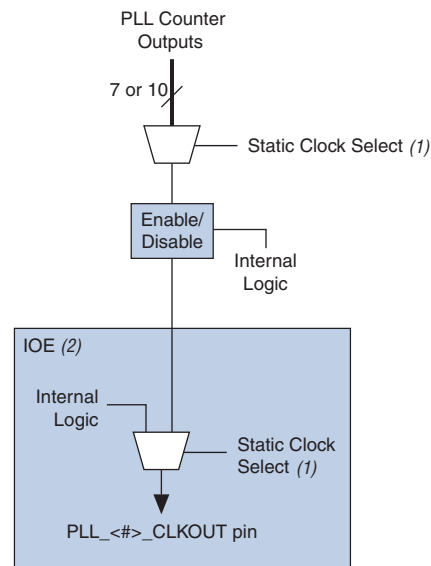 PLL Counter
Outputs
7 or 10
Static Clock Select (1)
Enable/
Disable
Internal
Logic
IOE (2)
Internal
Logic
Static Clock
Select (1)
PLL_<#>_CLKOUT pin